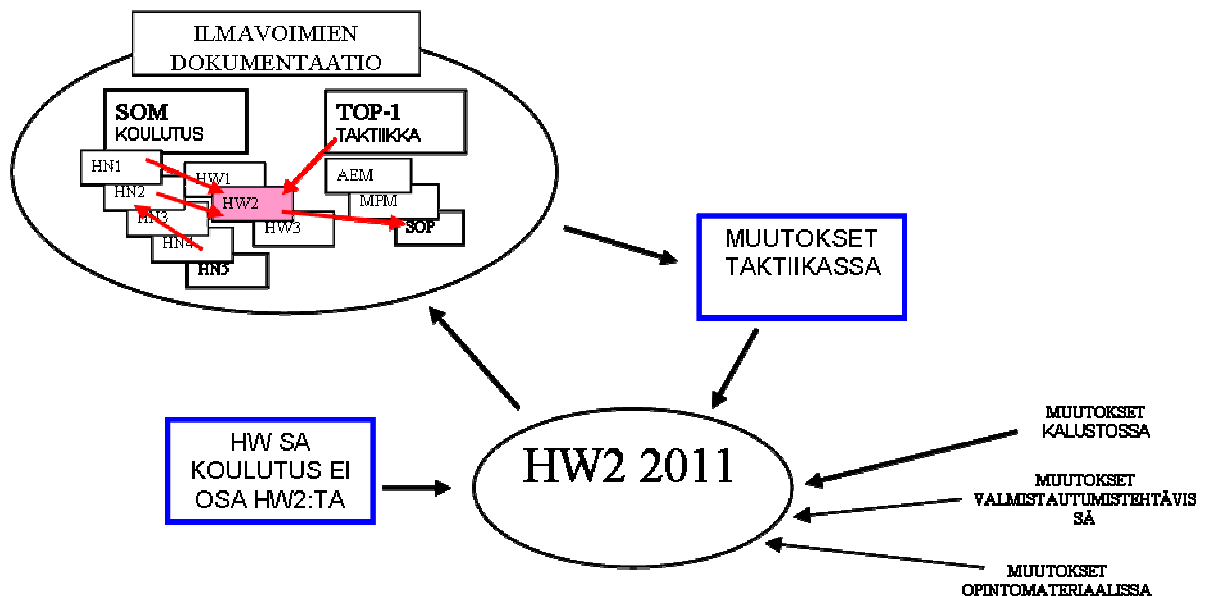 ILMAVOIMIEN
DOKUMENTAATIO
SOM
KOULUTUS
TOP-1
TAKTIIKKA
HN1
HN2
HN3
HN4
HN5
HW1
HW2
HW3
AEM
MPM
SOP
MUUTOKSET
TAKTIIKASSA
HW SA
KOULUTUS EI
OSA HW2:TA
HW2 2011
MUUTOKSET
KALUSTOSSA
MUUTOKSET
VALMISTAUTUMISTEHTÄVIS
SÄ
MUUTOKSET
OPINTOMATERIAALISSA